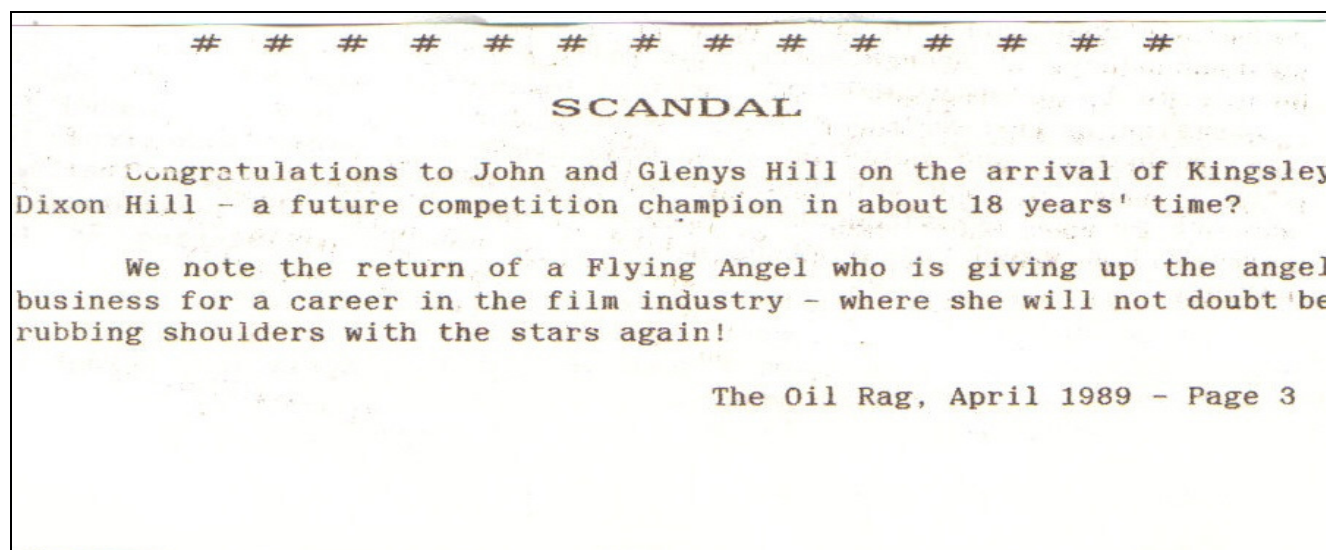 # # # # # # # # # # # # # #
SCANDAL
Congratulations to John and Glenys Hill on the arrival of Kingsley
Dixon Hill - a future competition champion in about 18 years' time?
We note the return of a Flying Angel who is giving up the angel
business for a career in the film industry - where she will not doubt be
rubbing shoulders with the stars again!
The Oil Rag, April 1989 - Page 3